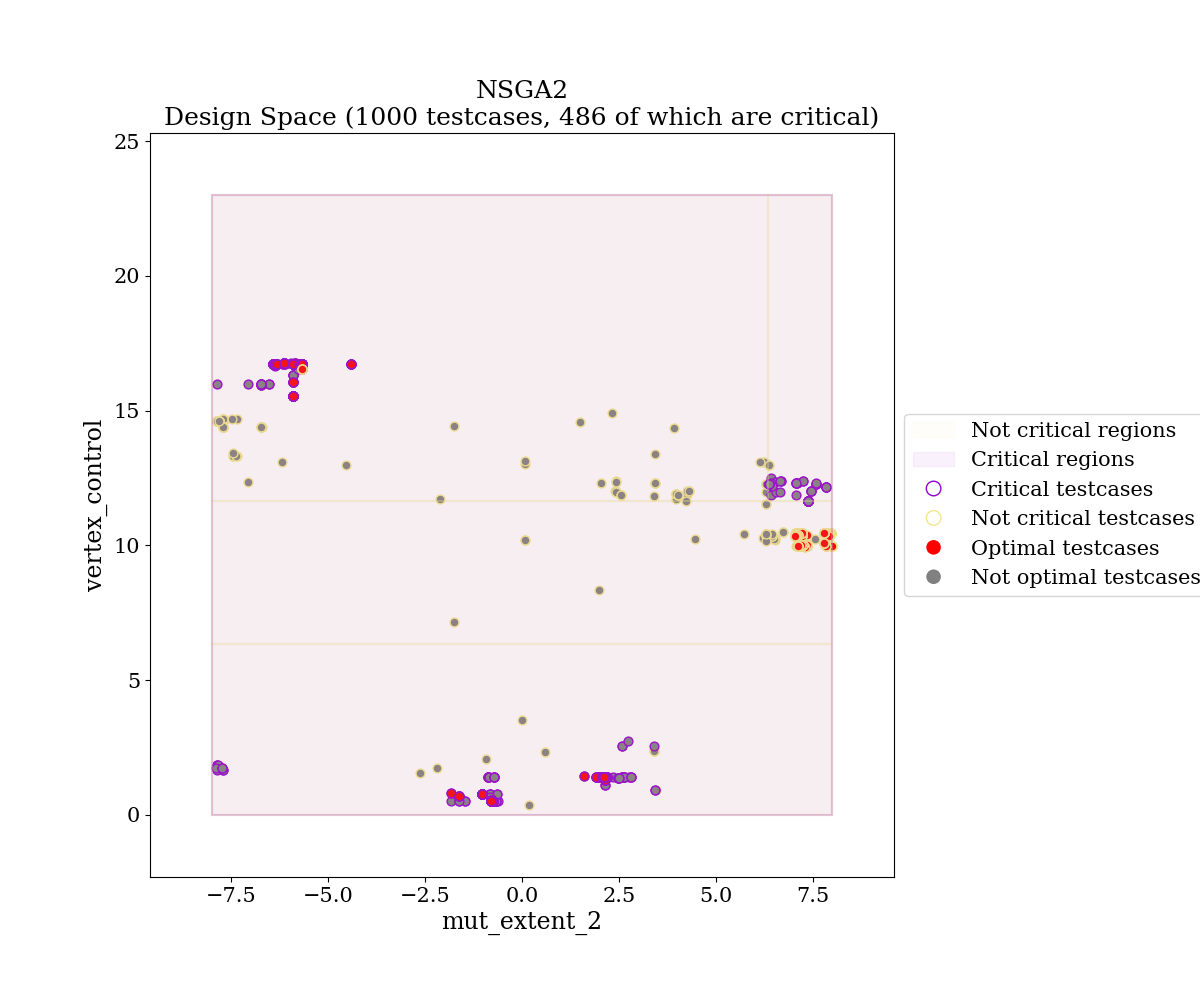 NSGA2
Design Space (1000 testcases, 486 of which are critical)
25
20
15
10
5
0
vertex_control
−7.5
−5.0
−2.5
0.0
2.5
5.0
7.5
mut_extent_2
Not critical regions
Critical regions
Critical testcases
Not critical testcases
Optimal testcases
Not optimal testcases